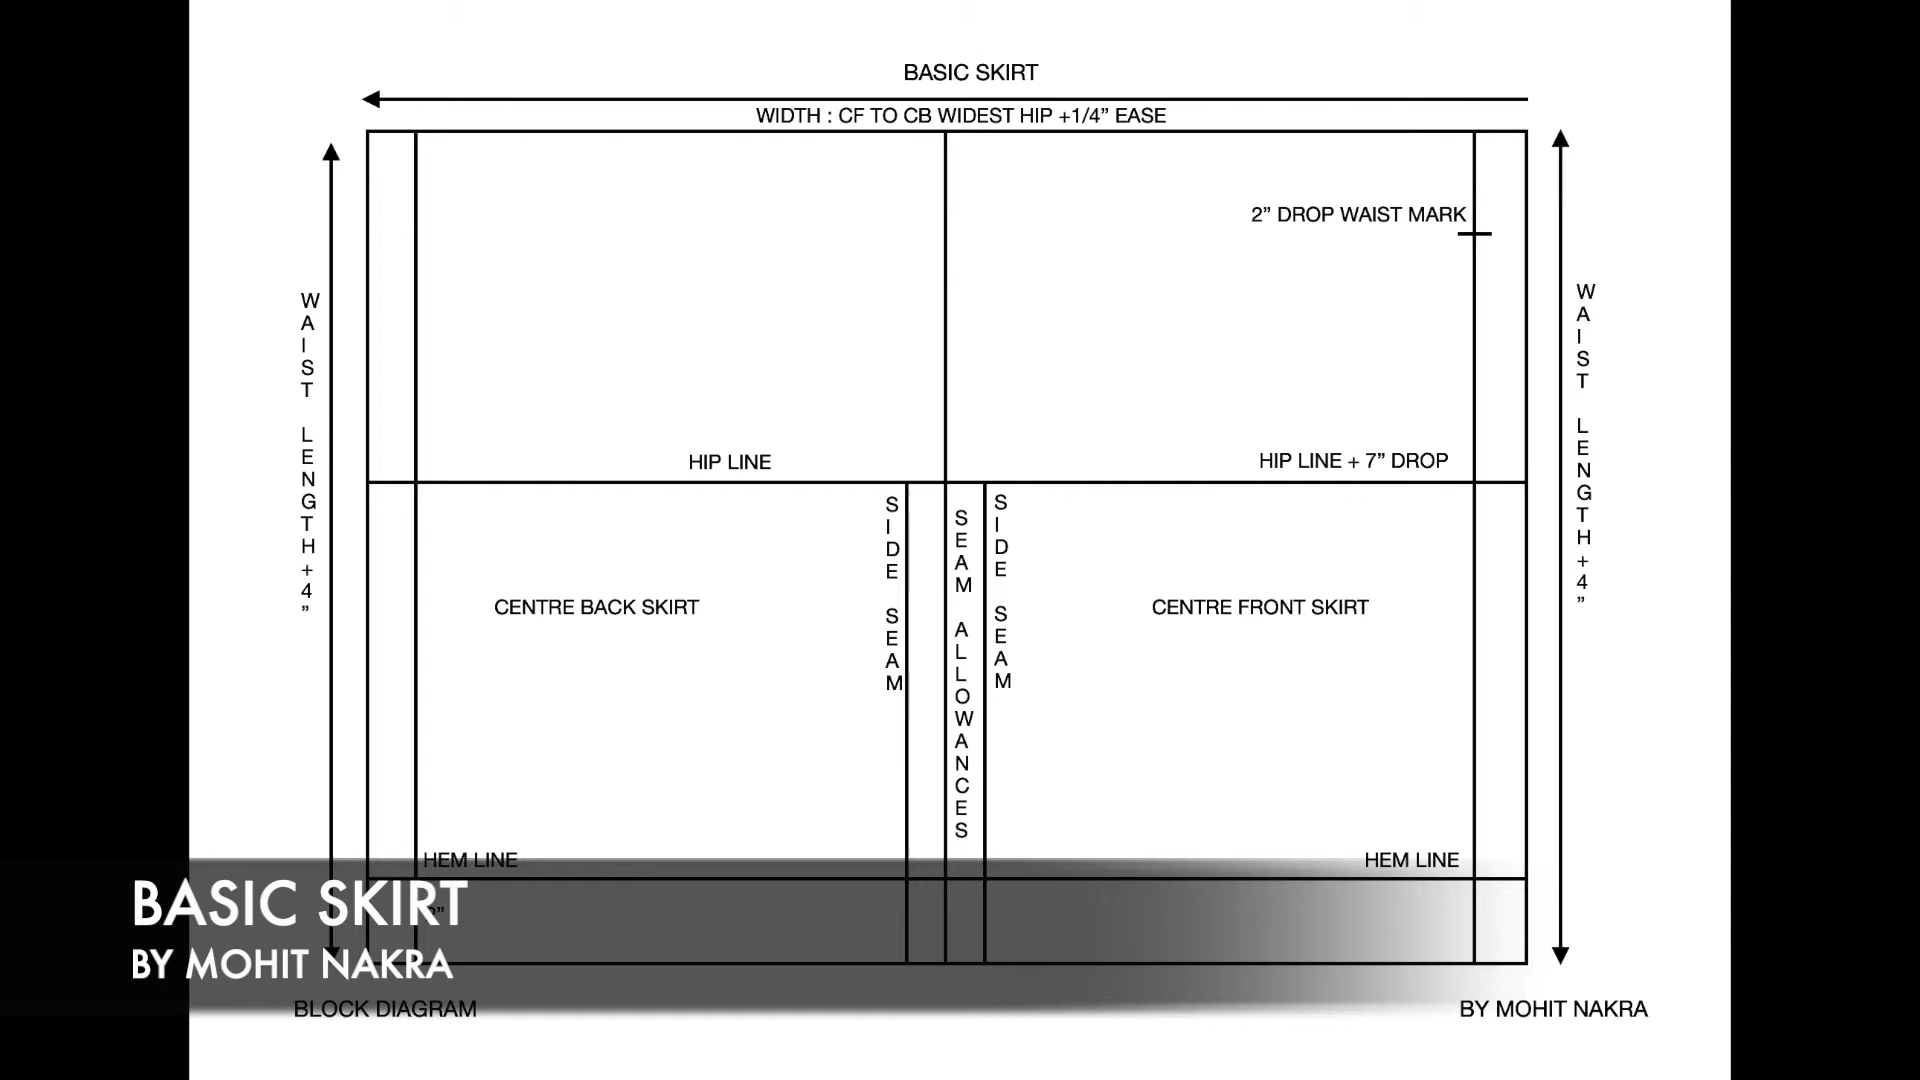 BASIC SKIRT
WIDTH : CF TO CB WIDEST HIP +1/4” EASE
2” DROP WAIST MARK
WAIST LENGTH+4”
WAIST LENGTH+4”
HIP LINE
HIP LINE + 7” DROP
SIDE SEAM
SEAM ALLOWANCES
SIDE SEAM
CENTRE BACK SKIRT
CENTRE FRONT SKIRT
HEM LINE
HEM LINE
BASIC SKIRT
BY MOHIT NAKRA
BLOCK DIAGRAM
BY MOHIT NAKRA